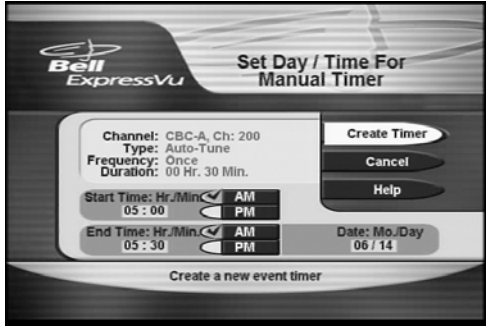 Bell
ExpressVu
Set Day / Time For
Manual Timer
Channel: CBC-A, Ch: 200
Type: Auto-Tune
Frequency: Once
Duration: 00 Hr. 30 Min.
Create Timer
Cancel
Help
Start Time: Hr./Min. AM
05 : 00 PM
End Time: Hr./Min. AM
05 : 30 PM
Date: Mo./Day
06 / 14
Create a new event timer